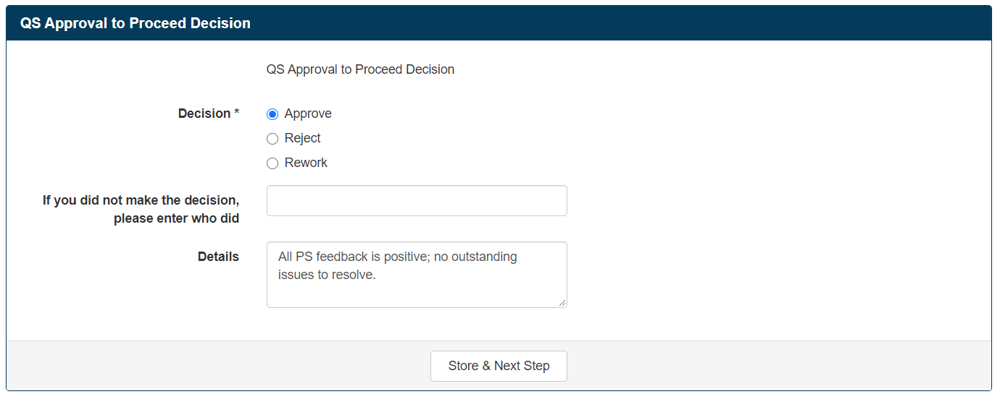 QS Approval to Proceed Decision
QS Approval to Proceed Decision
Decision *
Approve
Reject
Rework
If you did not make the decision,
please enter who did
Details
All PS feedback is positive; no outstanding
issues to resolve.
Store & Next Step